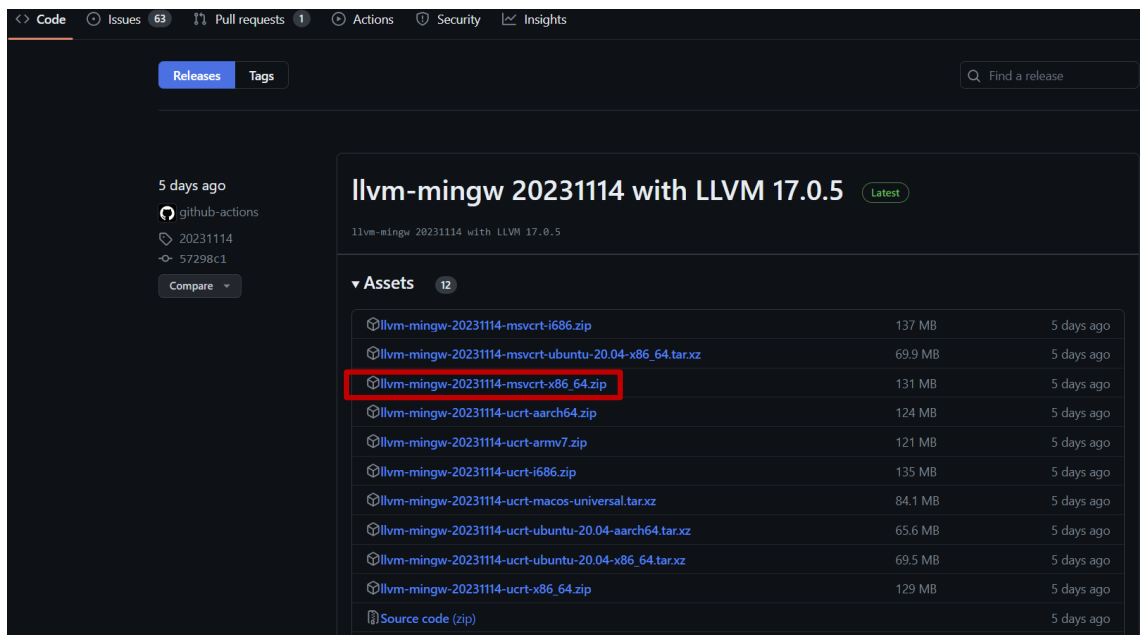 Code Issues 63 Pull requests 1 Actions Security Insights
Releases Tags Find a release
5 days ago
github-actions
20231114
57298c1
Compare
llvm-mingw 20231114 with LLVM 17.0.5 Latest
llvm-mingw 20231114 with LLVM 17.0.5
Assets 12
llvm-mingw-20231114-msvcrt-i686.zip 137 MB 5 days ago
llvm-mingw-20231114-msvcrt-ubuntu-20.04-x86_64.tar.xz 69.9 MB 5 days ago
llvm-mingw-20231114-msvcrt-x86_64.zip 131 MB 5 days ago
llvm-mingw-20231114-ucrt-aarch64.zip 124 MB 5 days ago
llvm-mingw-20231114-ucrt-armv7.zip 121 MB 5 days ago
llvm-mingw-20231114-ucrt-i686.zip 135 MB 5 days ago
llvm-mingw-20231114-ucrt-macos-universal.tar.xz 84.1 MB 5 days ago
llvm-mingw-20231114-ucrt-ubuntu-20.04-aarch64.tar.xz 65.6 MB 5 days ago
llvm-mingw-20231114-ucrt-ubuntu-20.04-x86_64.tar.xz 69.5 MB 5 days ago
llvm-mingw-20231114-ucrt-x86_64.zip 129 MB 5 days ago
Source code (zip) 5 days ago